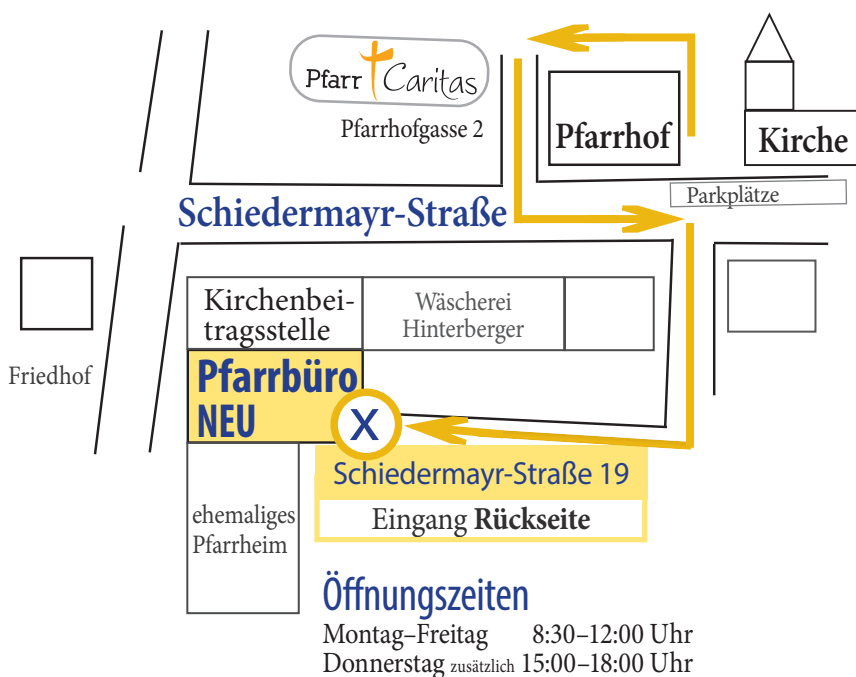 Pfarr Caritas
Pfarrhofgasse 2
Pfarrhof
Kirche
Parkplätze
Schiedermayr-Straße
Kirchenbei-
tragsstelle
Wäscherei
Hinterberger
Friedhof
Pfarrbüro
NEU
X
Schiedermayr-Straße 19
Eingang Rückseite
ehemaliges
Pfarrheim
Öffnungszeiten
Montag–Freitag 8:30–12:00 Uhr
Donnerstag zusätzlich 15:00–18:00 Uhr